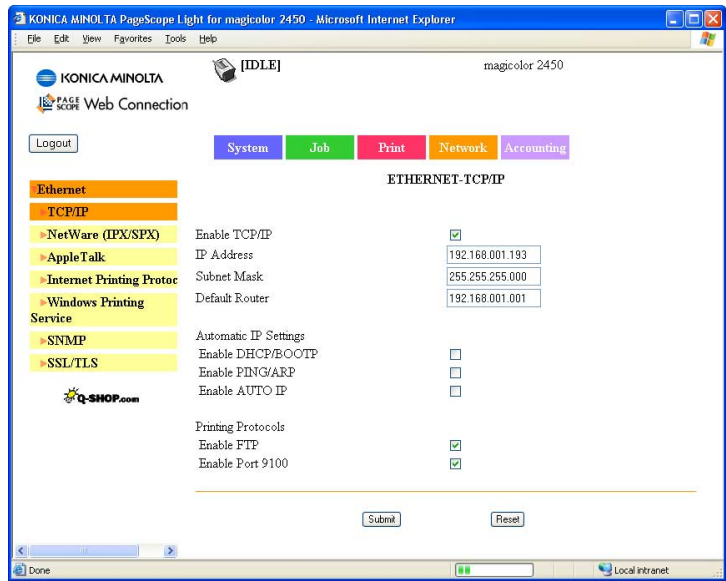 KONICA MINOLTA PageScope Light for magicolor 2450 - Microsoft Internet Explorer
File Edit View Favorites Tools Help
KONICA MINOLTA
[IDLE]
magicolor 2450
PAGE SCOPE Web Connection
Logout
System Job Print Network Accounting
ETHERNET-TCP/IP
Ethernet
TCP/IP
NetWare (IPX/SPX)
AppleTalk
Internet Printing Protoc
Windows Printing
Service
SNMP
SSL/TLS
Q-SHOP.com
Enable TCP/IP
IP Address 192.168.001.193
Subnet Mask 255.255.255.000
Default Router 192.168.001.001
Automatic IP Settings
Enable DHCP/BOOTP
Enable PING/ARP
Enable AUTO IP
Printing Protocols
Enable FTP
Enable Port 9100
Submit Reset
Done Local intranet